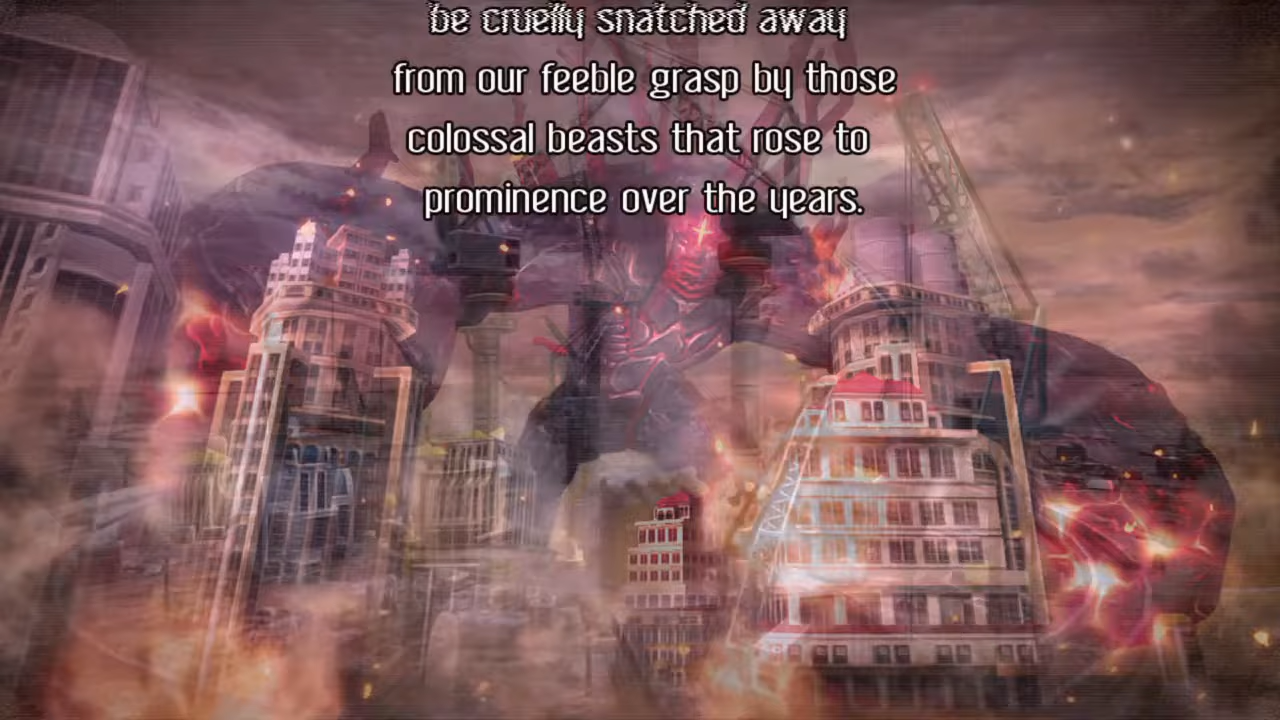 be cruelly snatched away
from our feeble grasp by those
colossal beasts that rose to
prominence over the years.